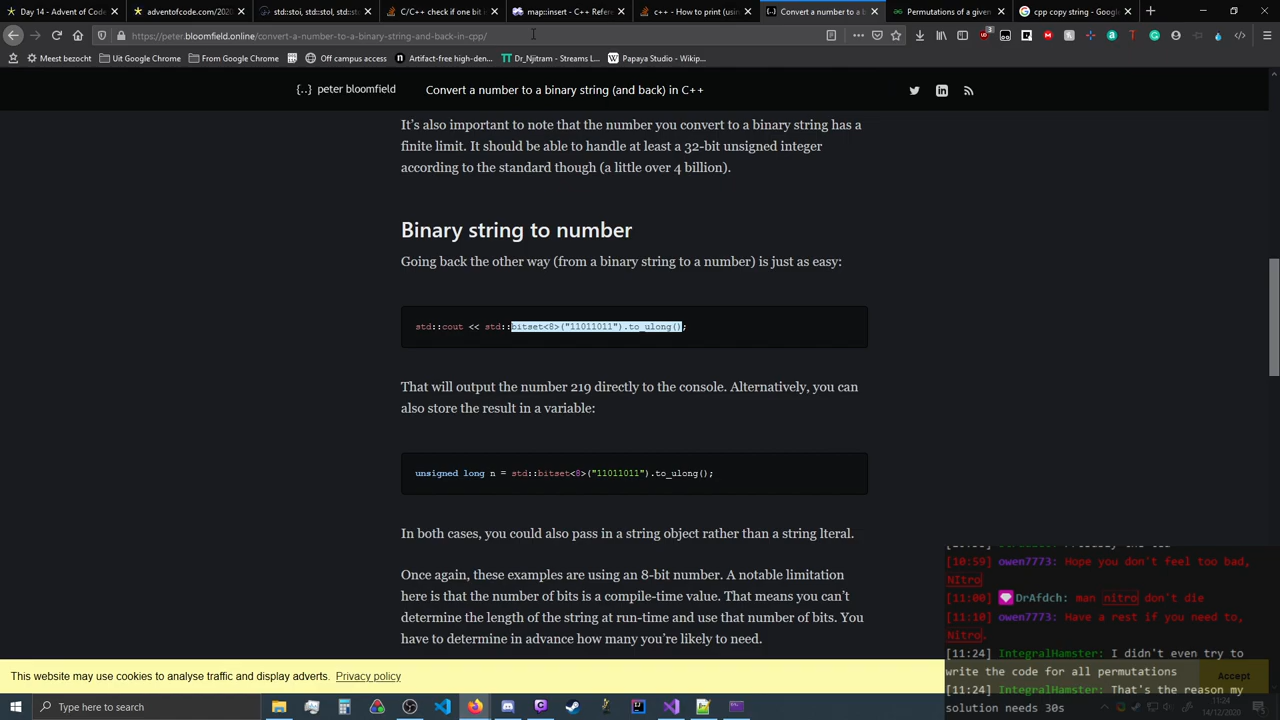 Day 14 - Advent of Code
adventofcode.com/2020
std::stoi, std::stol, std::st
C/C++ check if one bit is
map::insert - C++ Refere
c++ - How to print (using
Convert a number to a b
Permutations of a given
cpp copy string - Google
https://peter.bloomfield.online/convert-a-number-to-a-binary-string-and-back-in-cpp/
Meest bezocht
Uit Google Chrome
From Google Chrome
Off campus access
Artifact-free high-den...
Dr_Njitram - Streams L...
Papaya Studio - Wikip...
{..} peter bloomfield
Convert a number to a binary string (and back) in C++
It's also important to note that the number you convert to a binary string has a
finite limit. It should be able to handle at least a 32-bit unsigned integer
according to the standard though (a little over 4 billion).
Binary string to number
Going back the other way (from a binary string to a number) is just as easy:
std::cout << std::bitset<8>("11011011").to_ulong();
That will output the number 219 directly to the console. Alternatively, you can
also store the result in a variable:
unsigned long n = std::bitset<8>("11011011").to_ulong();
In both cases, you could also pass in a string object rather than a string lteral.
Once again, these examples are using an 8-bit number. A notable limitation
here is that the number of bits is a compile-time value. That means you can't
determine the length of the string at run-time and use that number of bits. You
have to determine in advance how many you're likely to need.
[10:59] owen7773: Hope you don't feel too bad,
NItro
[11:00] DrAfdch: man nitro don't die
[11:10] owen7773: Have a rest if you need to,
Nitro.
[11:24] IntegralHamster: I didn't even try to
write the code for all permutations
[11:24] IntegralHamster: That's the reason my
solution needs 30s
This website may use cookies to analyse traffic and display adverts. Privacy policy
Accept
Type here to search
11:24
14/12/2020